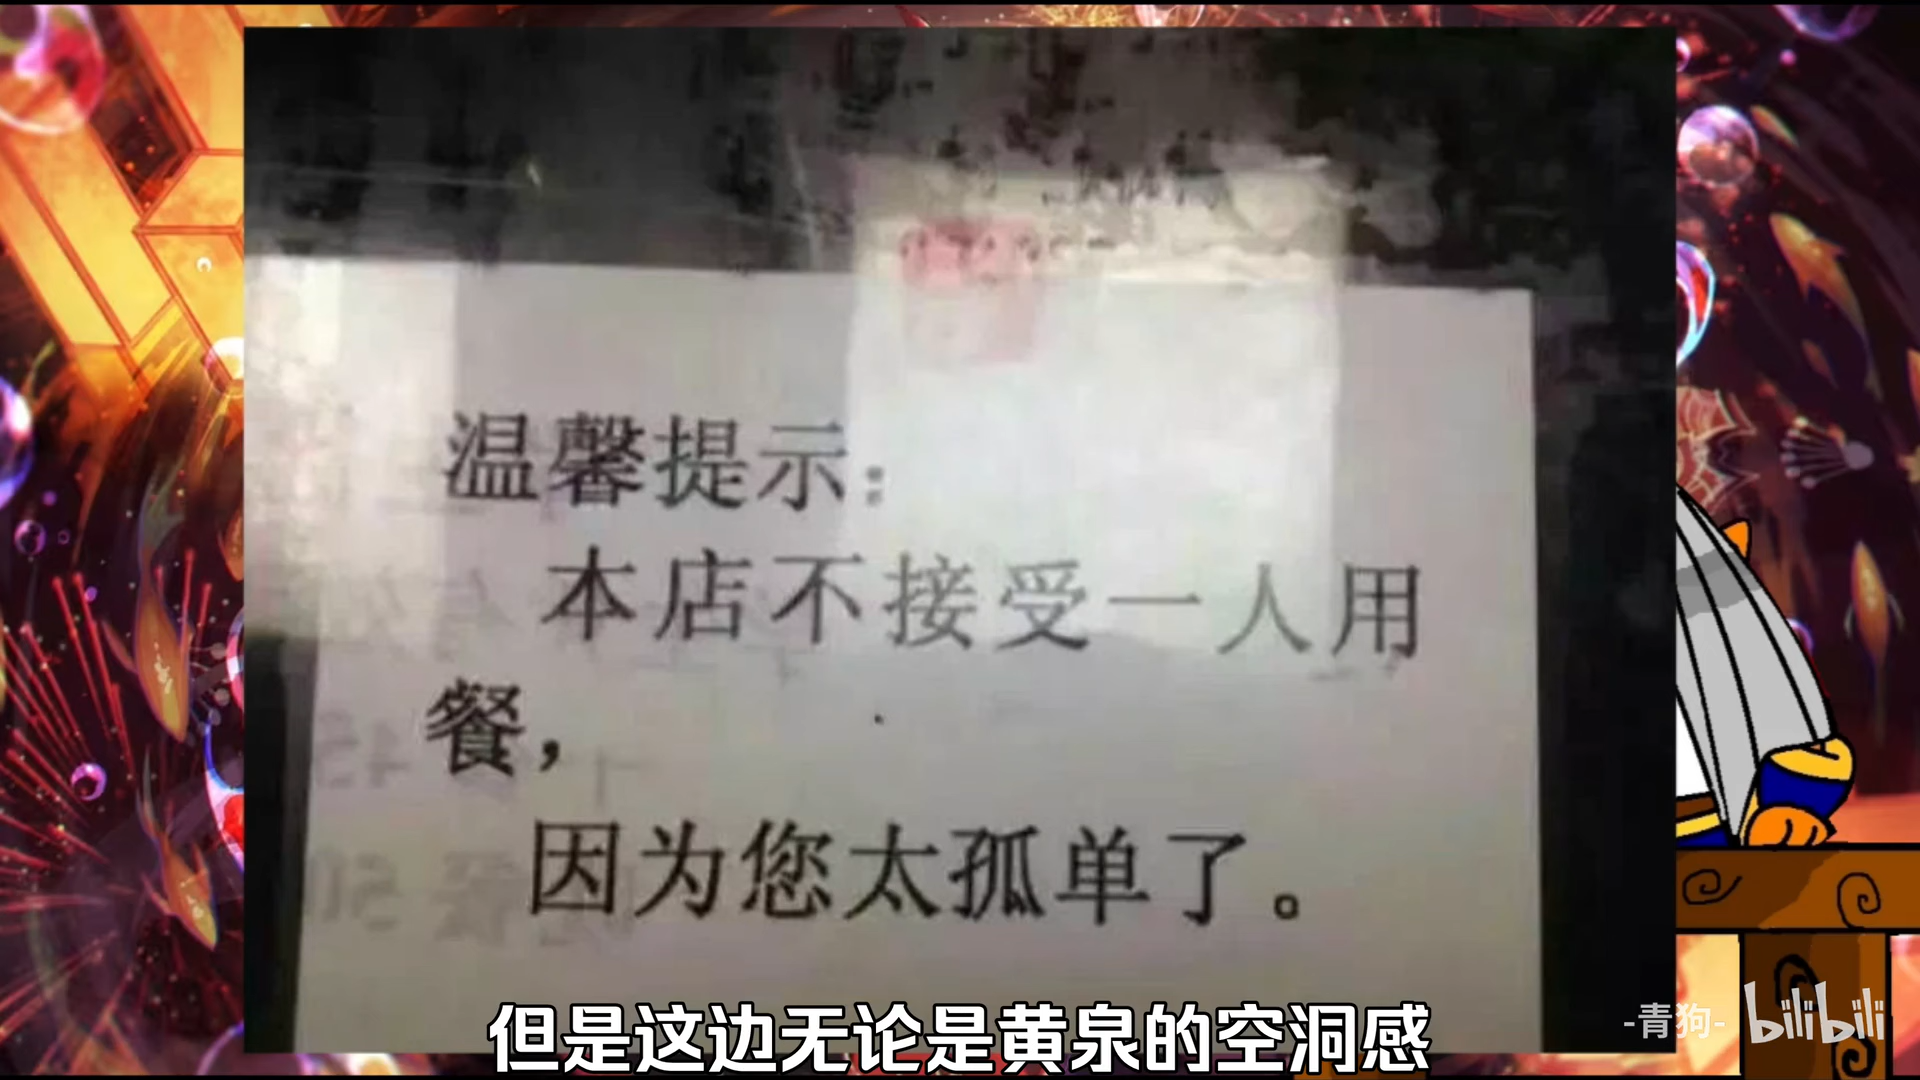 温馨提示：
本店不接受一人用
餐，
因为您太孤单了。
但是这边无论是黄泉的空洞感
-青狗-
bilibili